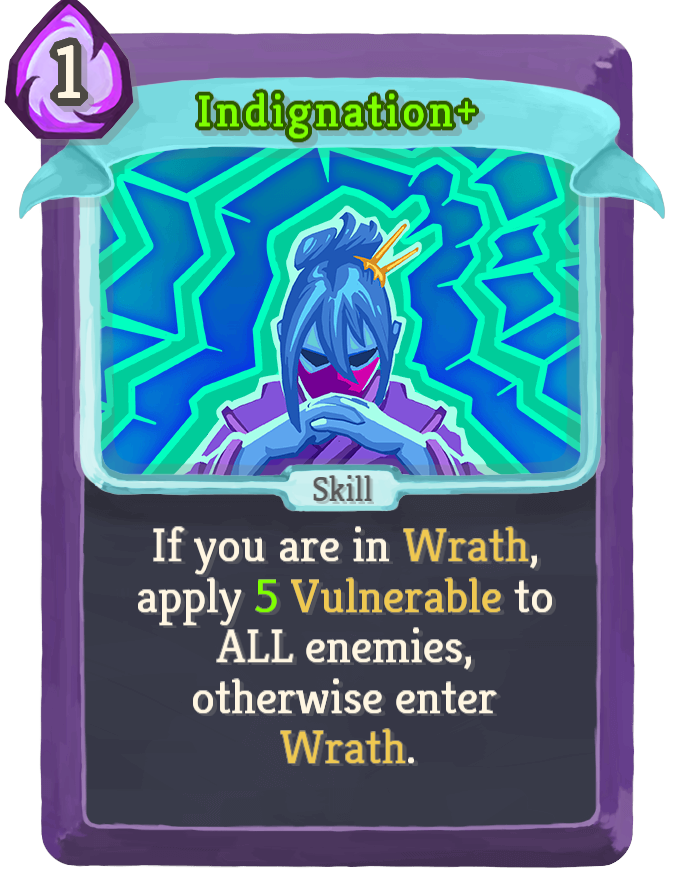 1
Indignation+
Skill
If you are in Wrath,
apply 5 Vulnerable to
ALL enemies,
otherwise enter
Wrath.